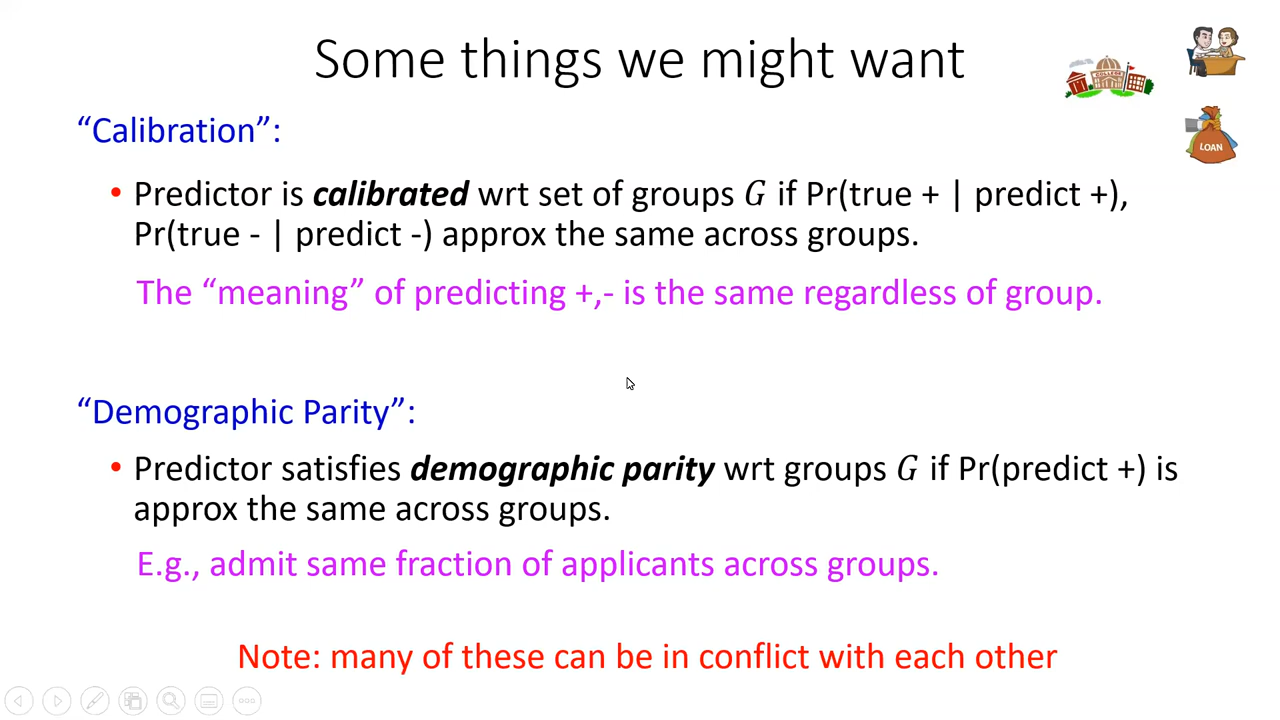 Some things we might want
COLLEGE
LOAN
“Calibration”:
• Predictor is calibrated wrt set of groups G if Pr(true + | predict +),
Pr(true - | predict -) approx the same across groups.
The “meaning” of predicting +,- is the same regardless of group.
“Demographic Parity”:
• Predictor satisfies demographic parity wrt groups G if Pr(predict +) is
approx the same across groups.
E.g., admit same fraction of applicants across groups.
Note: many of these can be in conflict with each other